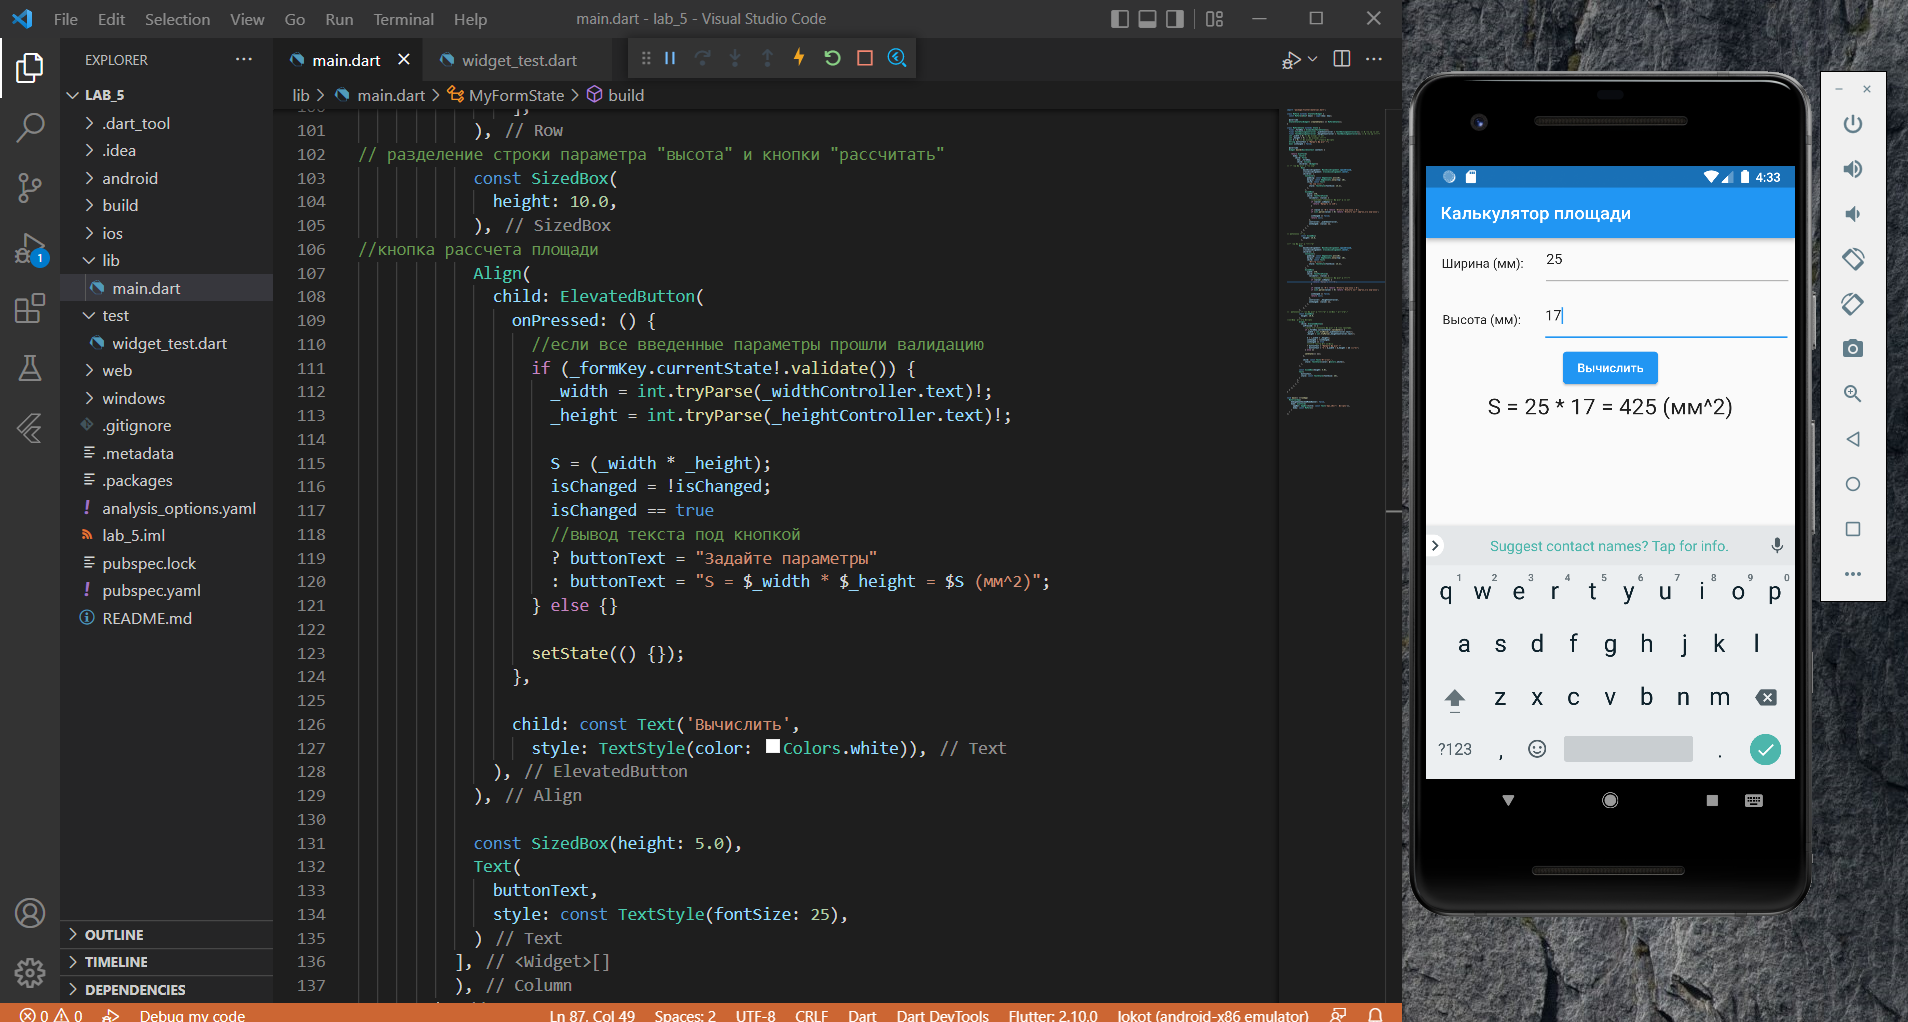 File Edit Selection View Go Run Terminal Help
main.dart - lab_5 - Visual Studio Code
EXPLORER
LAB_5
.dart_tool
.idea
android
build
ios
lib
main.dart
test
widget_test.dart
web
windows
.gitignore
.metadata
.packages
analysis_options.yaml
lab_5.iml
pubspec.lock
pubspec.yaml
README.md
OUTLINE
TIMELINE
DEPENDENCIES
1
main.dart
widget_test.dart
lib > main.dart > MyFormState > build
101 ), // Row
102 // разделение строки параметра "высота" и кнопки "рассчитать"
103 const SizedBox(
104 height: 10.0,
105 ), // SizedBox
106 //кнопка рассчета площади
107 Align(
108 child: ElevatedButton(
109 onPressed: () {
110 //если все введенные параметры прошли валидацию
111 if (_formKey.currentState!.validate()) {
112 _width = int.tryParse(_widthController.text)!;
113 _height = int.tryParse(_heightController.text)!;
114
115 S = (_width * _height);
116 isChanged = !isChanged;
117 isChanged == true
118 //вывод текста под кнопкой
119 ? buttonText = "Задайте параметры"
120 : buttonText = "S = $_width * $_height = $S (мм^2)";
121 } else {}
122
123 setState(() {});
124 },
125
126 child: const Text('Вычислить',
127 style: TextStyle(color: Colors.white)), // Text
128 ), // ElevatedButton
129 ), // Align
130
131 const SizedBox(height: 5.0),
132 Text(
133 buttonText,
134 style: const TextStyle(fontSize: 25),
135 ) // Text
136 ], // <Widget>[]
137 ), // Column
0 0 Debug my code
Ln 87, Col 49 Spaces: 2 UTF-8 CRLF Dart Dart DevTools Flutter: 2.10.0 lokot (android-x86 emulator)
4:33
Калькулятор площади
Ширина (мм): 25
Высота (мм): 17
Вычислить
S = 25 * 17 = 425 (мм^2)
Suggest contact names? Tap for info.
1 2 3 4 5 6 7 8 9 0
q w e r t y u i o p
a s d f g h j k l
z x c v b n m
?123 , .